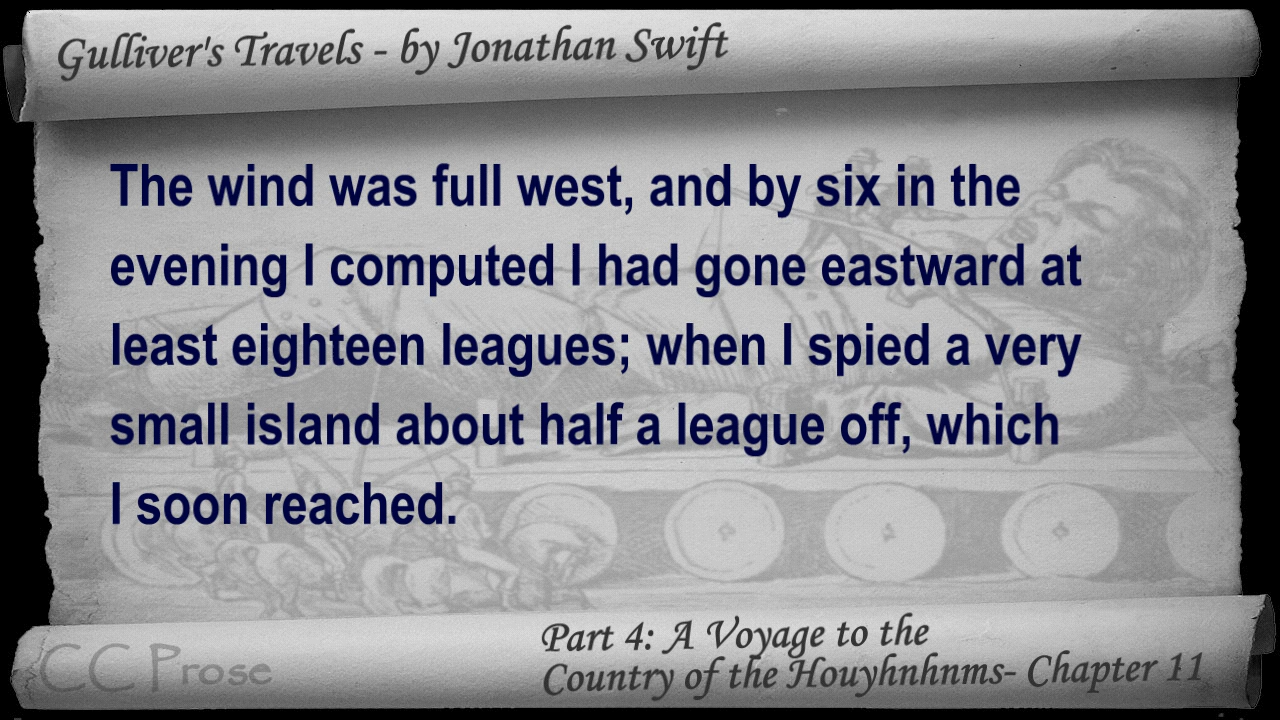 Gulliver's Travels - by Jonathan Swift
The wind was full west, and by six in the
evening I computed I had gone eastward at
least eighteen leagues; when I spied a very
small island about half a league off, which
I soon reached.
CC Prose
Part 4: A Voyage to the
Country of the Houyhnhnms- Chapter 11